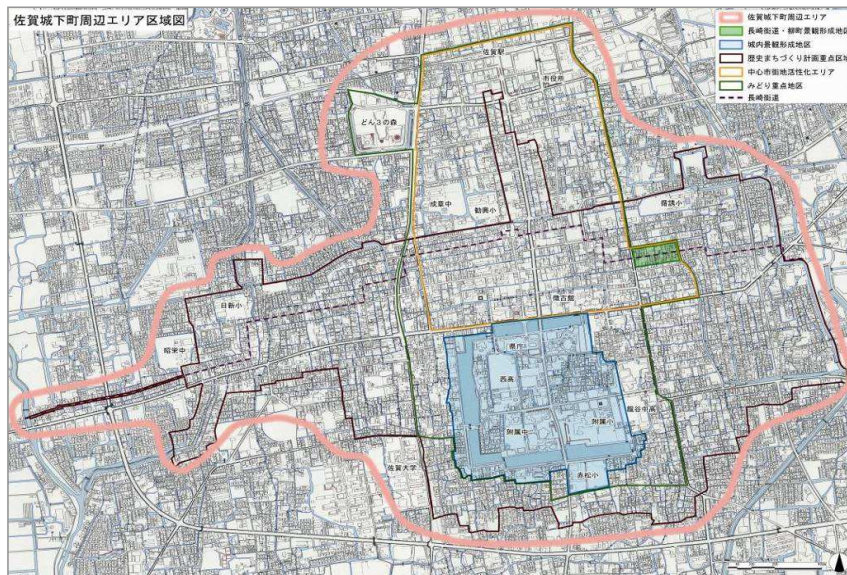 佐賀城下町周辺エリア区域図
佐賀城下町周辺エリア
長崎街道・柳町景観形成地区
城内景観形成地区
歴史まちづくり計画重点区域
中心市街地活性化エリア
みどり重点地区
長崎街道
佐賀駅
市役所
どん3の森
成章中
勧興小
循誘小
日新小
徴古館
昭栄中
県庁
西高
龍谷中高
附属小
附属中
佐賀大学
赤松小